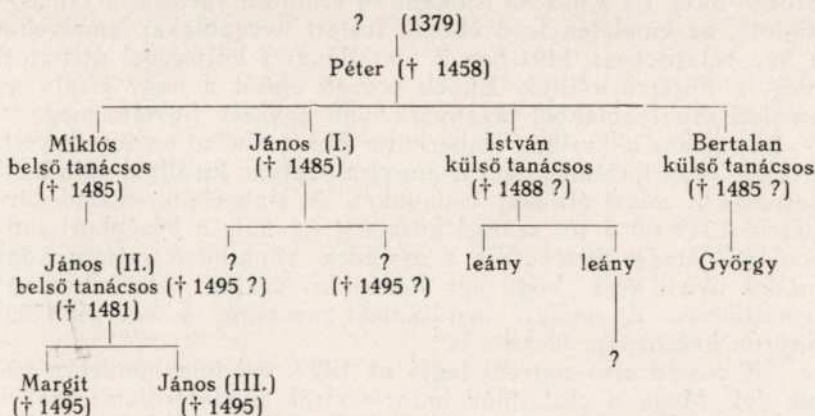 ? (1379)
Péter († 1458)
Miklós János (I.) István Bertalan
belső tanácsos († 1485) külső tanácsos külső tanácsos
(† 1485) († 1488 ?) († 1485 ?)
János (II.) ? ? leány leány György
belső tanácsos († 1495 ?) († 1495 ?)
(† 1481)
?
Margit János (III.)
(† 1495) († 1495)